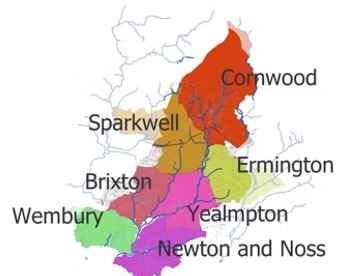 Cornwood
Sparkwell
Ermington
Brixton
Wembury
Yealmpton
Newton and Noss